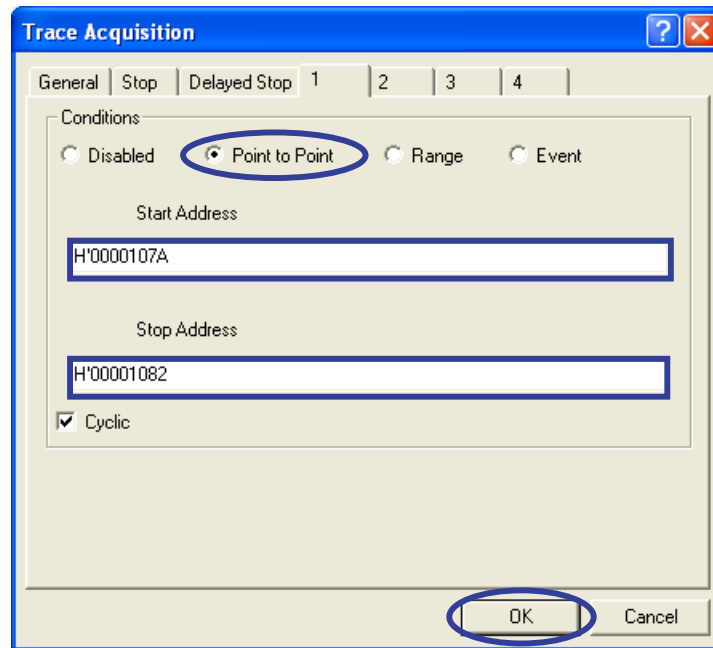 Trace Acquisition
General Stop Delayed Stop 1 2 3 4
Conditions
Disabled Point to Point Range Event
Start Address
H'0000107A
Stop Address
H'00001082
Cyclic
OK Cancel